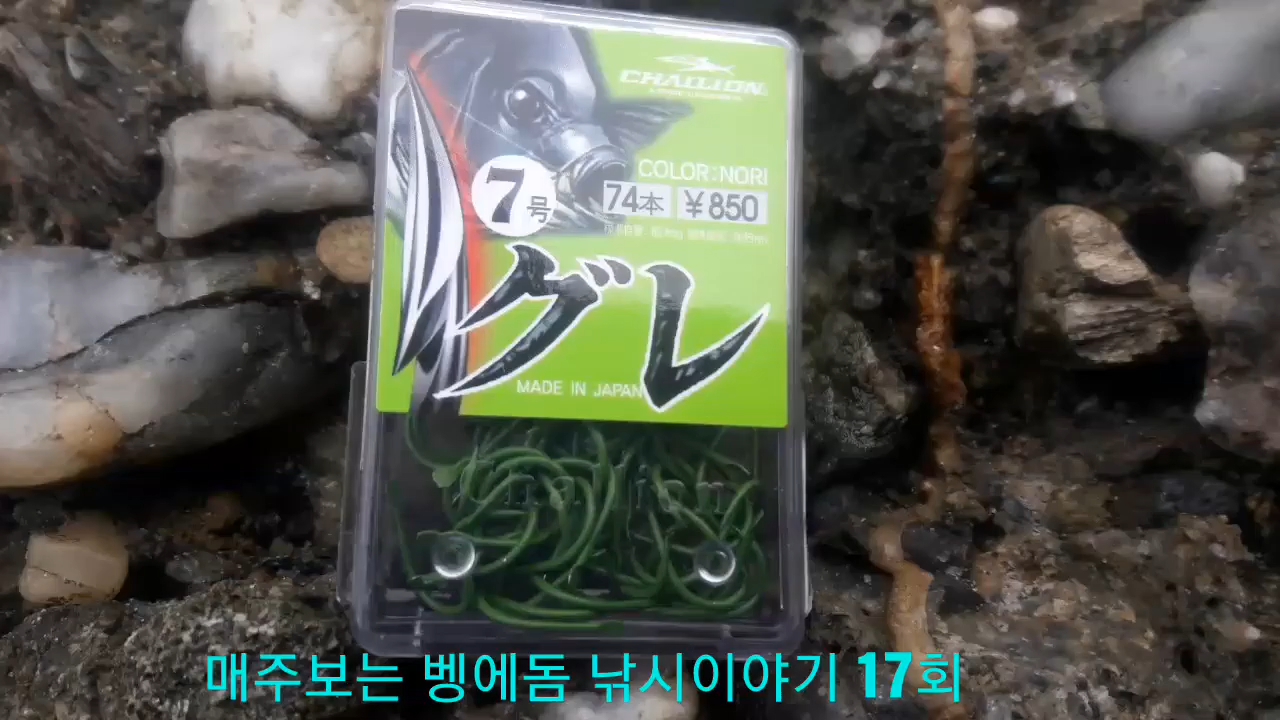 CHALLION
COLOR:NORI
7号
74本 ¥850
グレ
MADE IN JAPAN
매주보는 벵에돔 낚시이야기 17회